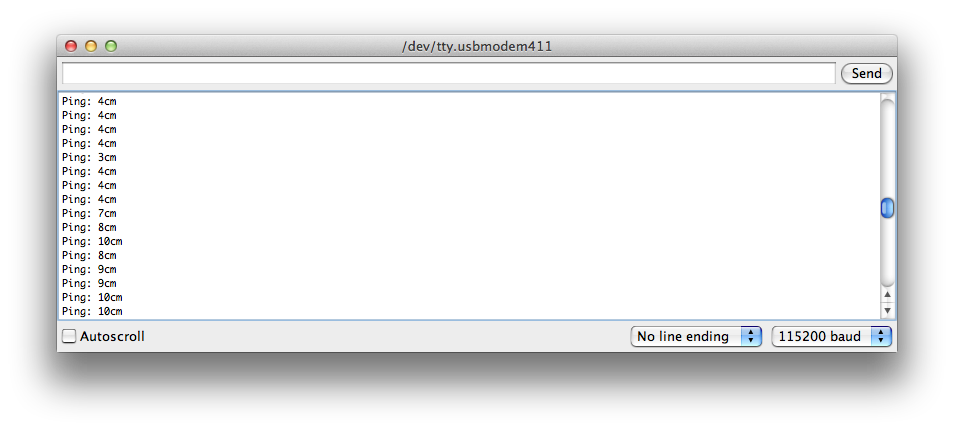 /dev/tty.usbmodem411
Send
Ping: 4cm
Ping: 4cm
Ping: 4cm
Ping: 4cm
Ping: 3cm
Ping: 4cm
Ping: 4cm
Ping: 4cm
Ping: 7cm
Ping: 8cm
Ping: 10cm
Ping: 8cm
Ping: 9cm
Ping: 9cm
Ping: 10cm
Ping: 10cm
Autoscroll No line ending 115200 baud